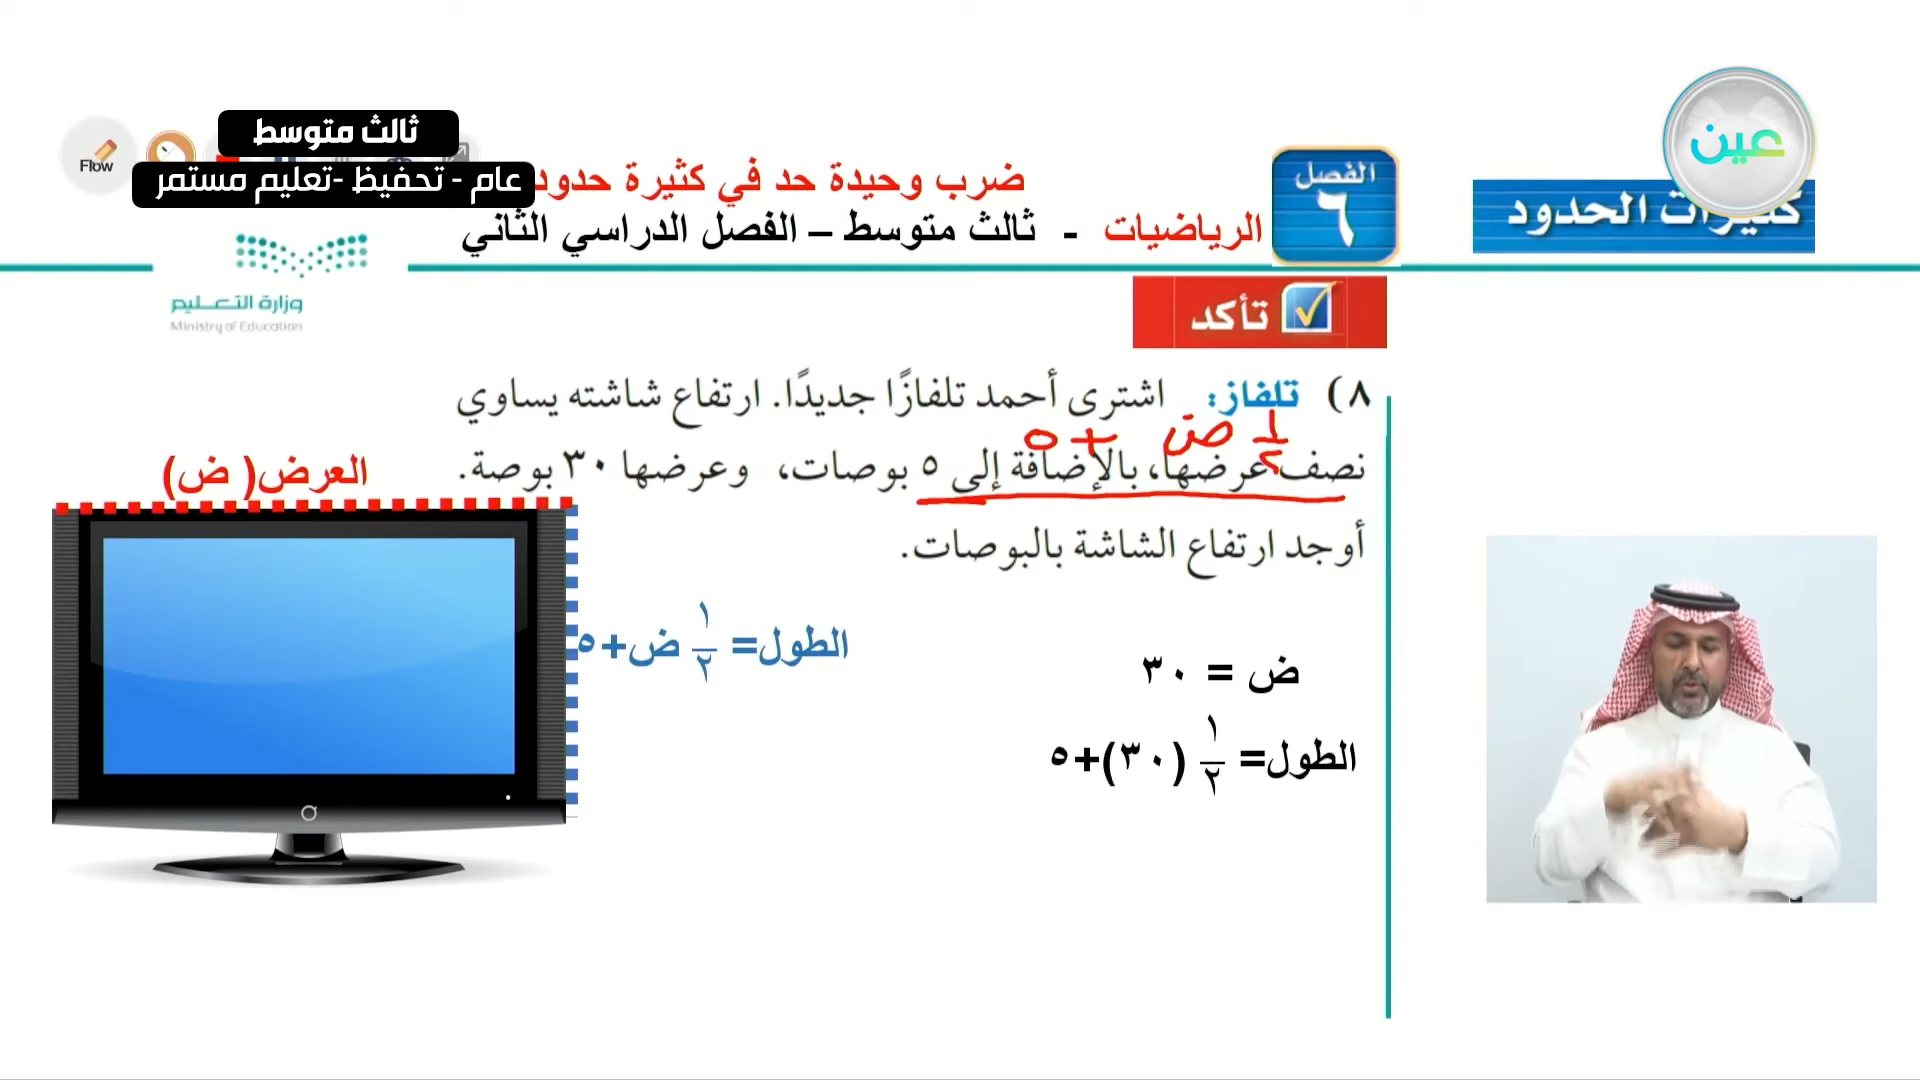 عين
كثيرات الحدود
الفصل
٦
ضرب وحيدة حد في كثيرة حدود
الرياضيات - ثالث متوسط – الفصل الدراسي الثاني
ثالث متوسط
عام - تحفيظ -تعليم مستمر
Flow
وزارة التعليم
Ministry of Education
تأكد
٨) تلفاز: اشترى أحمد تلفازًا جديدًا. ارتفاع شاشته يساوي
١/٢ ض + ٥
نصف عرضها، بالإضافة إلى ٥ بوصات، وعرضها ٣٠ بوصة.
أوجد ارتفاع الشاشة بالبوصات.
العرض( ض)
الطول= ١/٢ ض+٥
ض = ٣٠
الطول= ١/٢ (٣٠)+٥